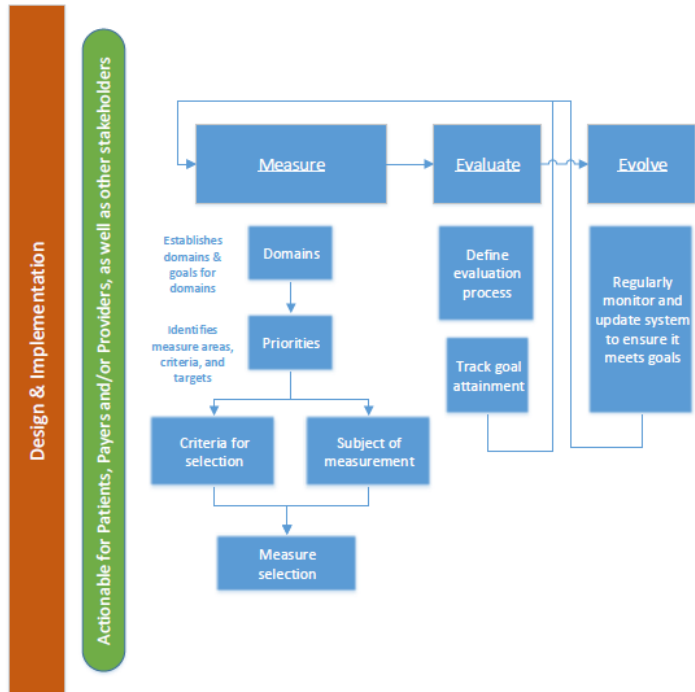 Design & Implementation
Actionable for Patients, Payers and/or Providers, as well as other stakeholders
Measure
Evaluate
Evolve
Establishes
domains &
goals for
domains
Domains
Identifies
measure areas,
criteria, and
targets
Priorities
Criteria for
selection
Subject of
measurement
Measure
selection
Define
evaluation
process
Track goal
attainment
Regularly
monitor and
update system
to ensure it
meets goals